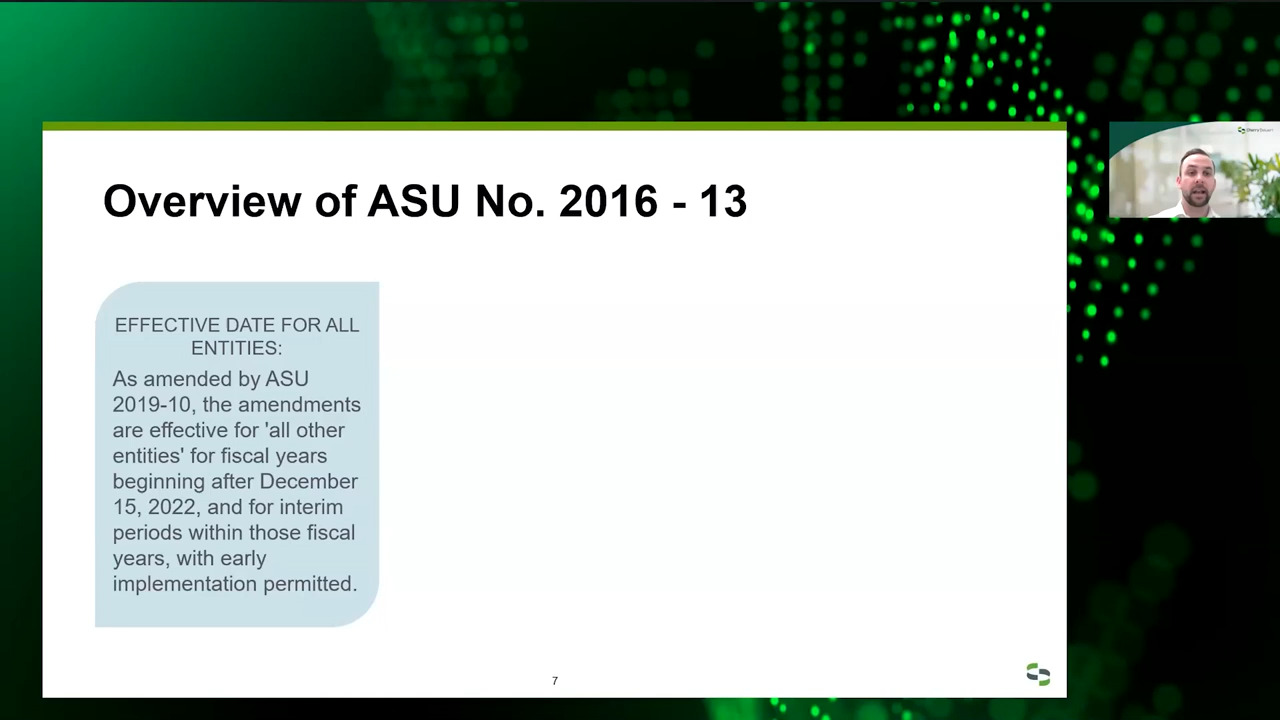 Overview of ASU No. 2016 - 13
EFFECTIVE DATE FOR ALL
ENTITIES:
As amended by ASU
2019-10, the amendments
are effective for 'all other
entities' for fiscal years
beginning after December
15, 2022, and for interim
periods within those fiscal
years, with early
implementation permitted.
7